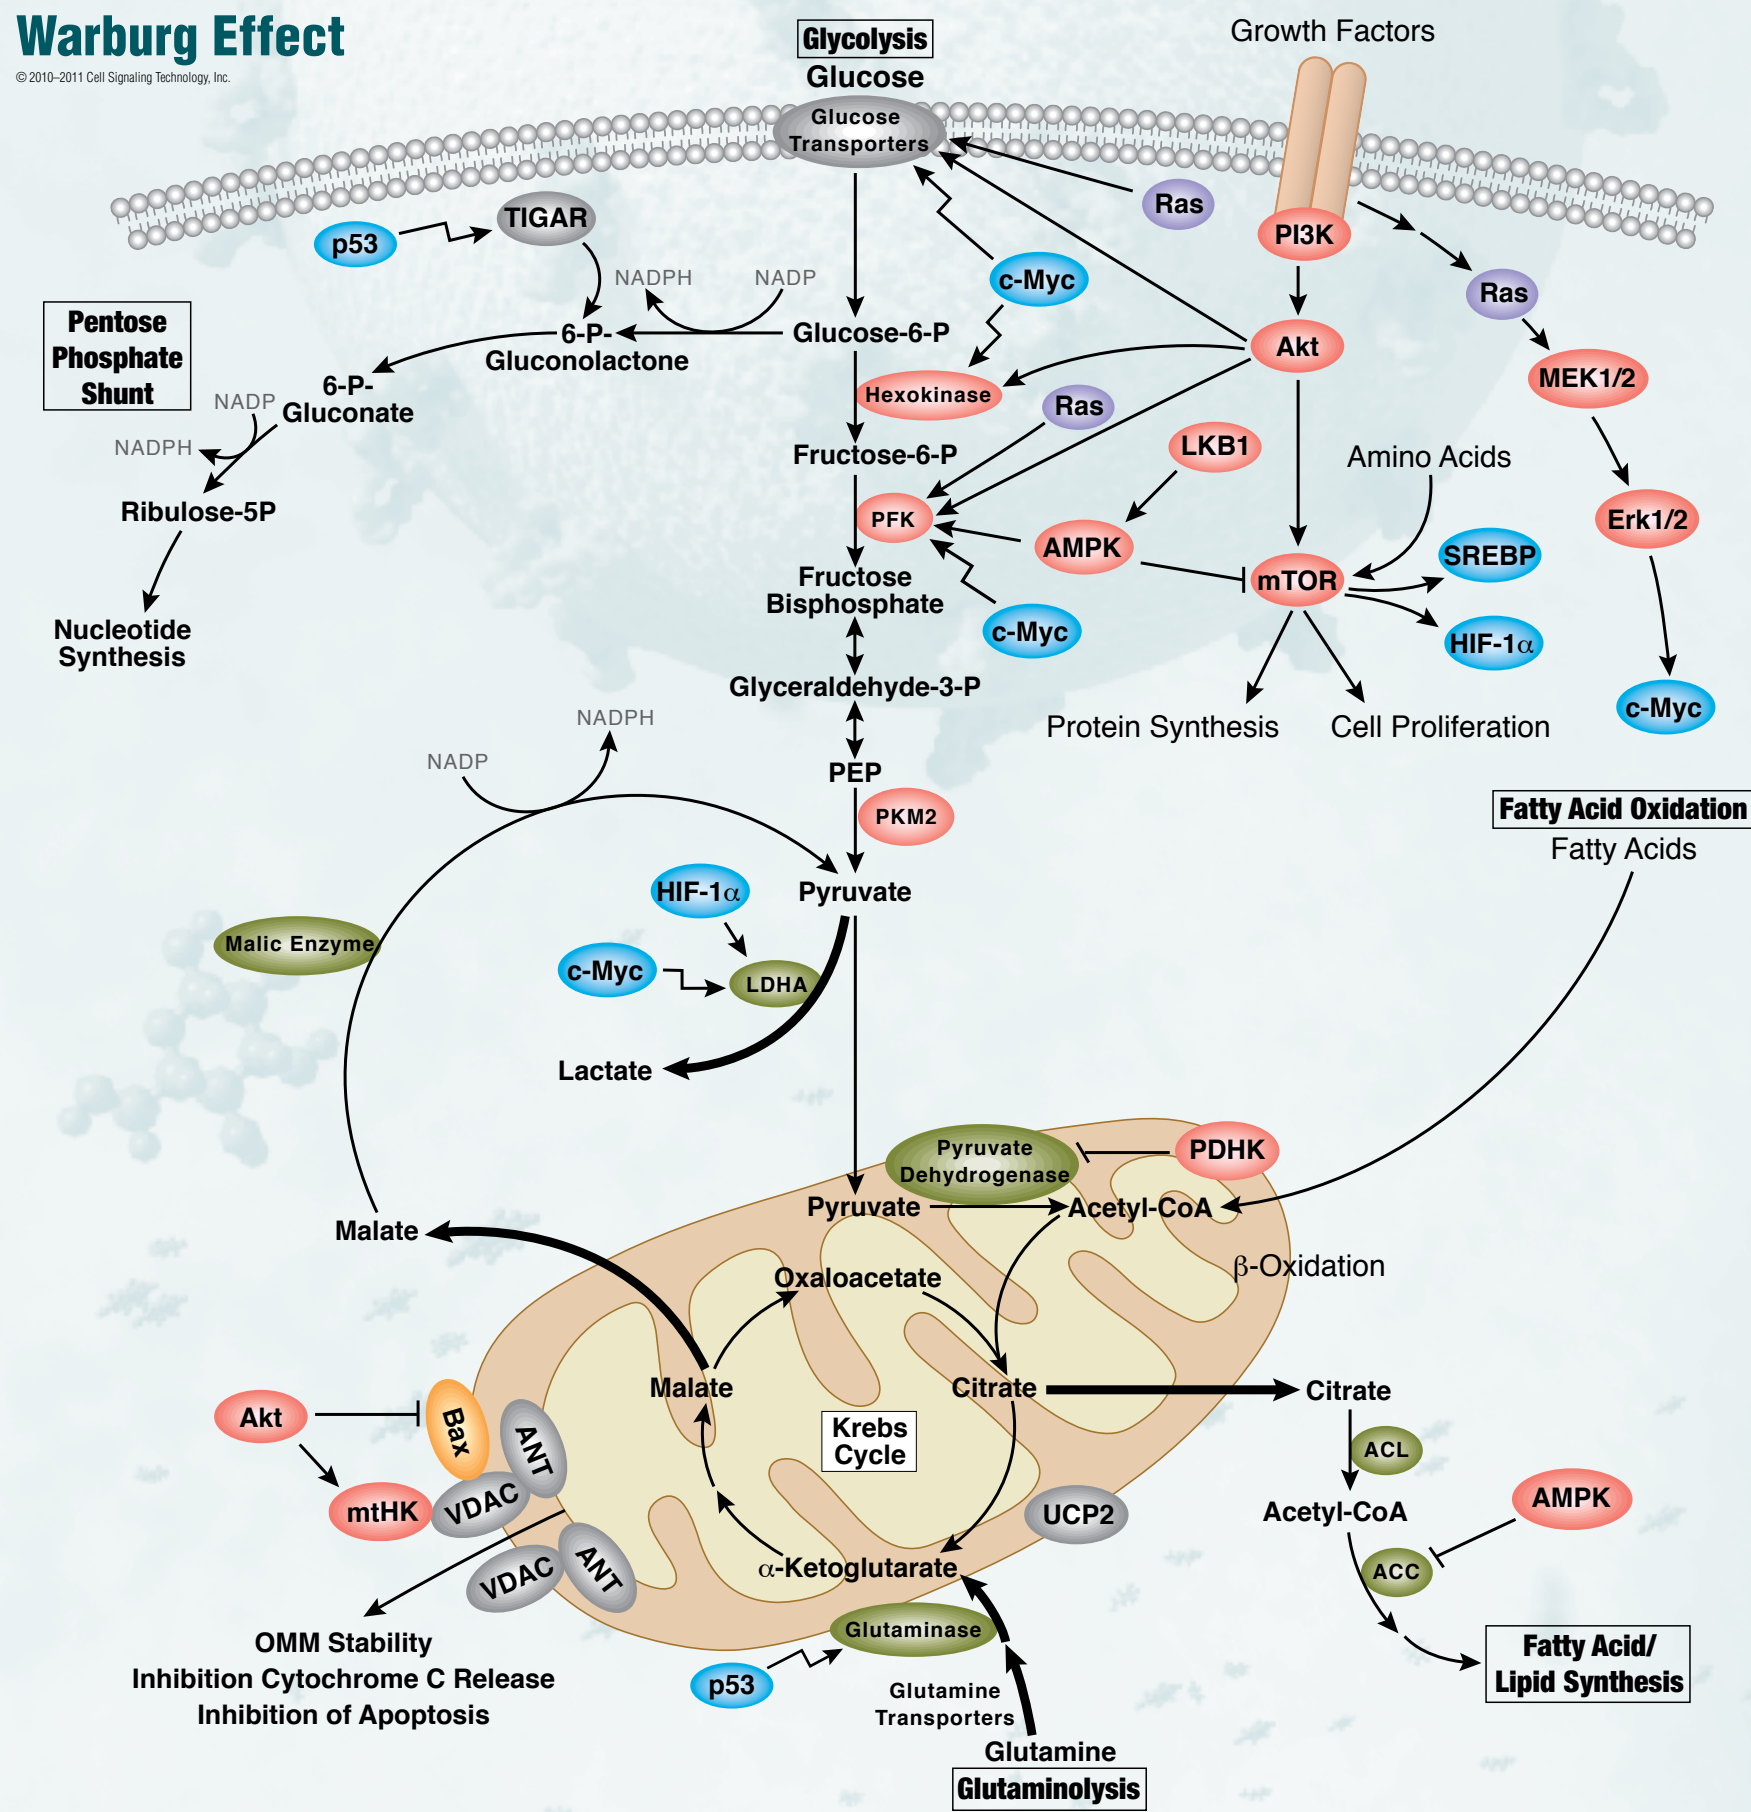 Warburg Effect
© 2010–2011 Cell Signaling Technology, Inc.
Glycolysis
Glucose
Glucose
Transporters
Growth Factors
Ras
PI3K
TIGAR
p53
c-Myc
Ras
NADPH
NADP
Pentose
Phosphate
Shunt
6-P-
Gluconolactone
Glucose-6-P
Akt
MEK1/2
6-P-
Gluconate
NADP
NADPH
Hexokinase
Ras
LKB1
Amino Acids
Fructose-6-P
Ribulose-5P
PFK
AMPK
Erk1/2
SREBP
mTOR
Fructose
Bisphosphate
c-Myc
HIF-1α
Nucleotide
Synthesis
Glyceraldehyde-3-P
c-Myc
Protein Synthesis
Cell Proliferation
NADPH
NADP
PEP
PKM2
Fatty Acid Oxidation
Fatty Acids
HIF-1α
Pyruvate
Malic Enzyme
c-Myc
LDHA
Lactate
Pyruvate
Dehydrogenase
PDHK
Pyruvate
Acetyl-CoA
Malate
β-Oxidation
Oxaloacetate
Malate
Citrate
Citrate
Krebs
Cycle
Akt
Bax
ANT
ACL
mtHK
VDAC
UCP2
Acetyl-CoA
AMPK
VDAC
ANT
α-Ketoglutarate
ACC
Glutaminase
OMM Stability
Inhibition Cytochrome C Release
Inhibition of Apoptosis
p53
Fatty Acid/
Lipid Synthesis
Glutamine
Transporters
Glutamine
Glutaminolysis